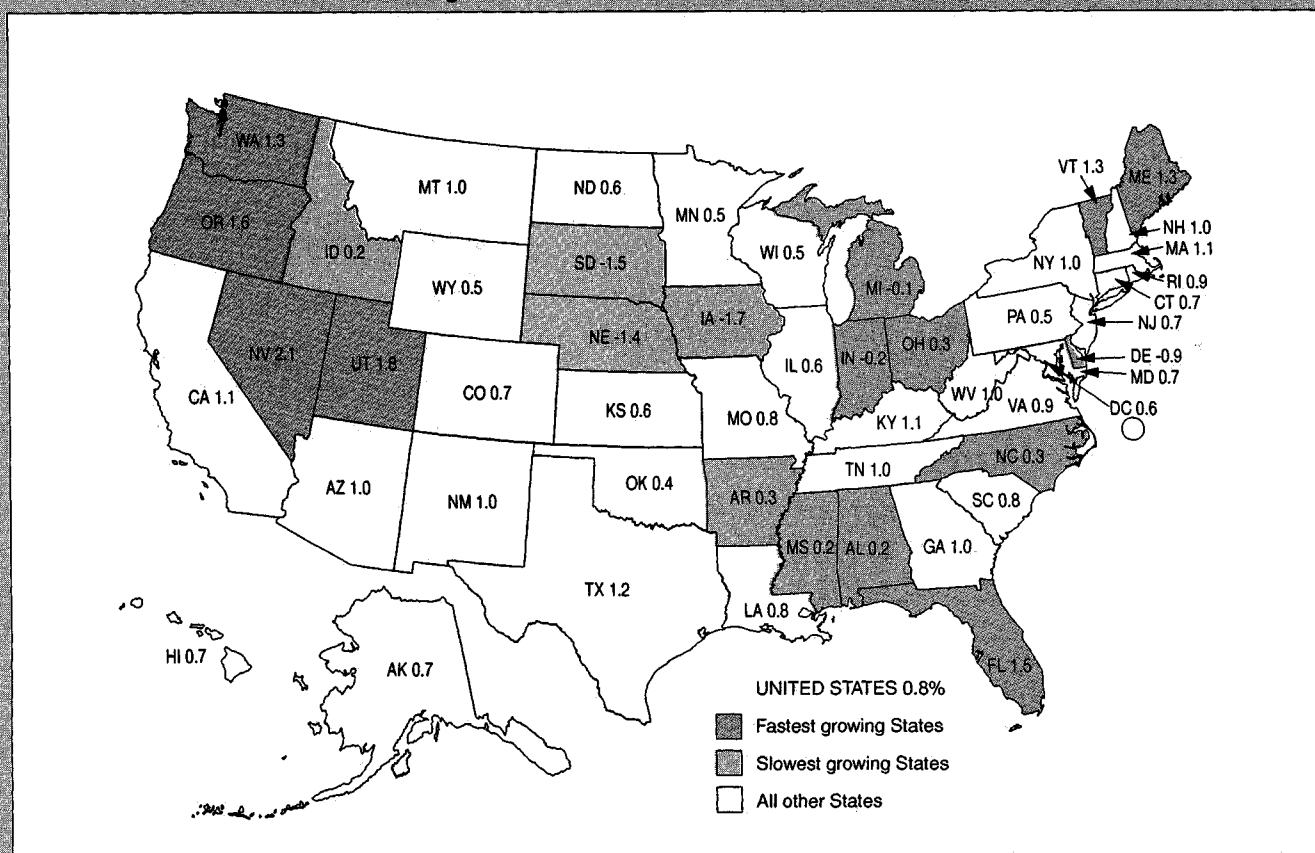 WA 1.3
MT 1.0
ND 0.6
MN 0.5
VT 1.3
ME 1.3
OR 1.6
ID 0.2
SD -1.5
WI 0.5
MI -0.1
NY 1.0
NH 1.0
MA 1.1
RI 0.9
CT 0.7
WY 0.5
NE -1.4
IA -1.7
PA 0.5
NJ 0.7
NV 2.1
UT 1.8
CO 0.7
KS 0.6
MO 0.8
IL 0.6
IN -0.2
OH 0.3
DE -0.9
MD 0.7
DC 0.6
CA 1.1
WV 1.0
VA 0.9
KY 1.1
AZ 1.0
NM 1.0
OK 0.4
AR 0.3
TN 1.0
NC 0.3
SC 0.8
MS 0.2
AL 0.2
GA 1.0
TX 1.2
LA 0.8
FL 1.5
HI 0.7
AK 0.7
UNITED STATES 0.8%
Fastest growing States
Slowest growing States
All other States